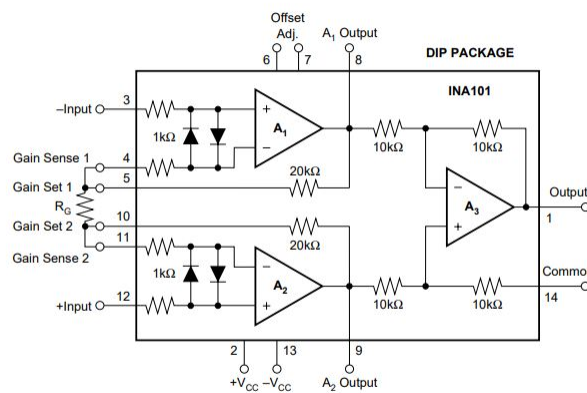 Offset
Adj.
A1 Output
6 7 8
DIP PACKAGE
INA101
–Input 3
1kΩ
+
A1
–
10kΩ
10kΩ
Gain Sense 1 4
Gain Set 1 5
20kΩ
RG
–
A3
+
Output
1
Gain Set 2 10
20kΩ
11
Gain Sense 2
1kΩ
–
A2
+
10kΩ
10kΩ
Commo
14
+Input 12
2 13 9
+VCC –VCC A2 Output